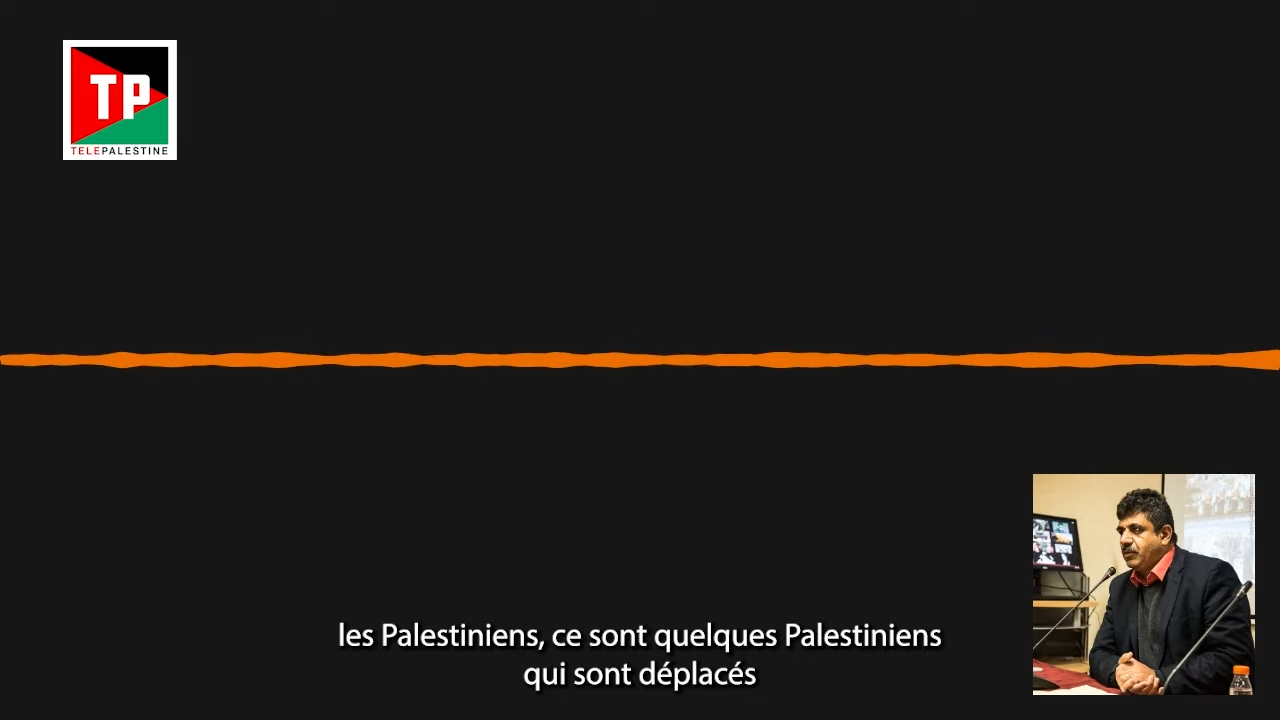 TP
TELEPALESTINE
les Palestiniens, ce sont quelques Palestiniens
qui sont déplacés